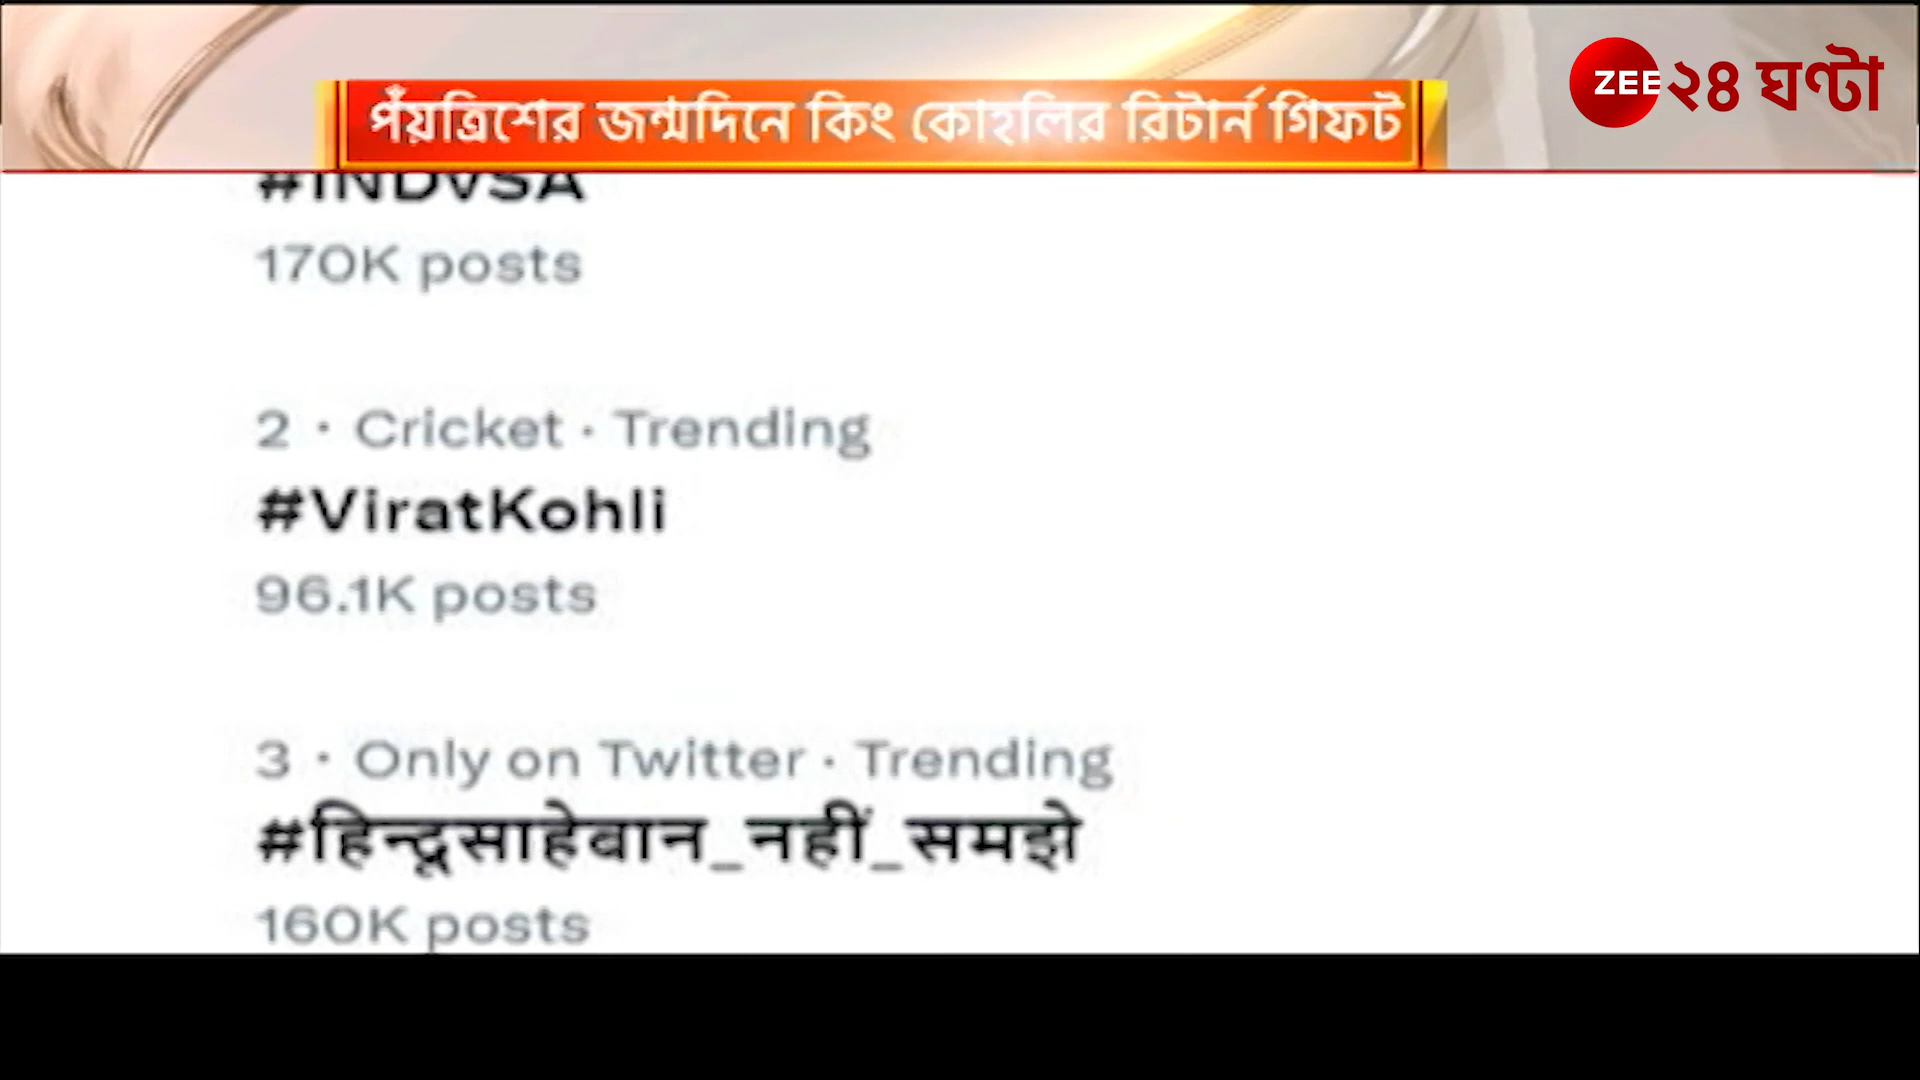 ZEE ২৪ ঘণ্টা
পঁয়ত্রিশের জন্মদিনে কিং কোহলির রিটার্ন গিফট
#INDvSA
170K posts
2 · Cricket · Trending
#ViratKohli
96.1K posts
3 · Only on Twitter · Trending
#हिन्दूसाहेबान_नहीं_समझे
160K posts